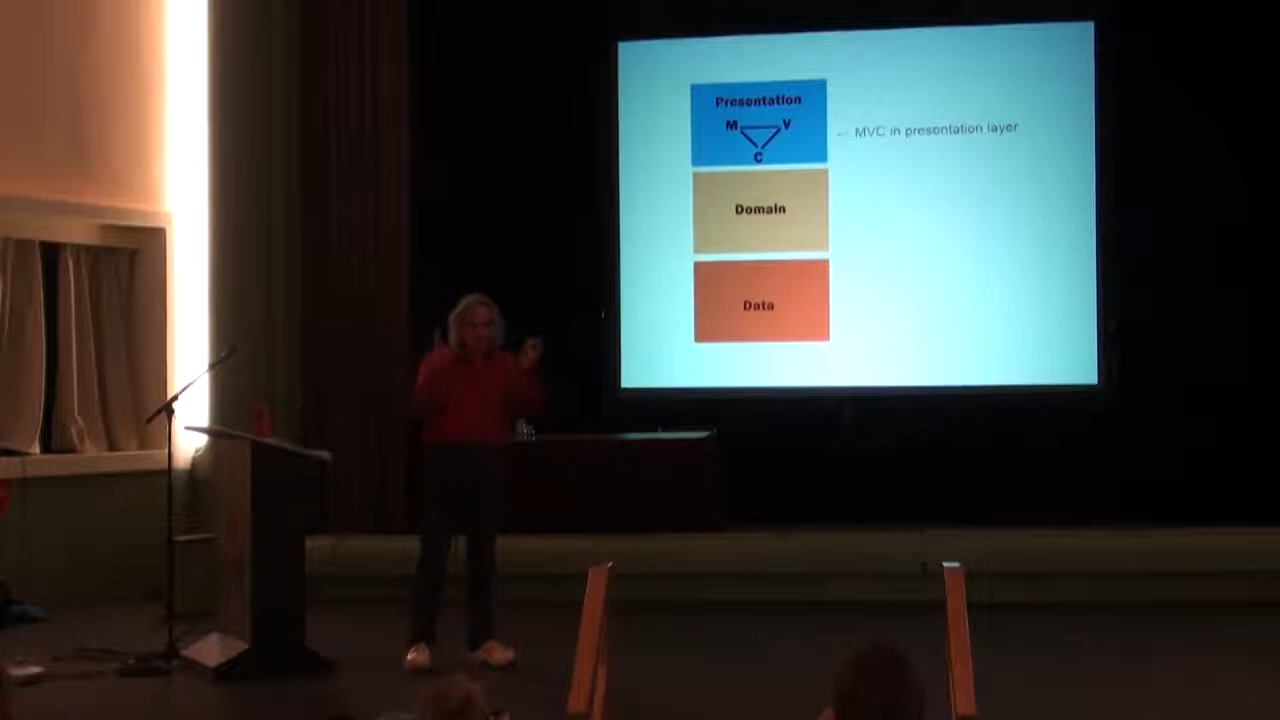 Presentation
M V
C
← MVC in presentation layer
Domain
Data